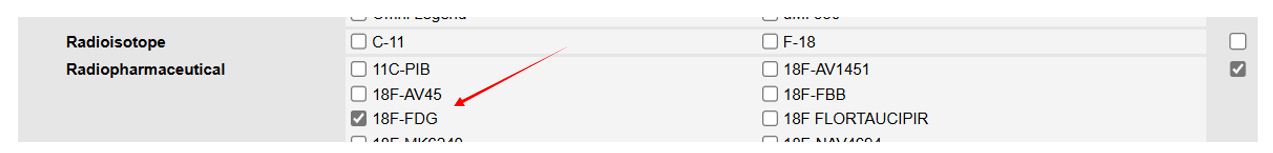 Radioisotope C-11 F-18
Radiopharmaceutical 11C-PIB 18F-AV1451
18F-AV45 18F-FBB
18F-FDG 18F FLORTAUCIPIR